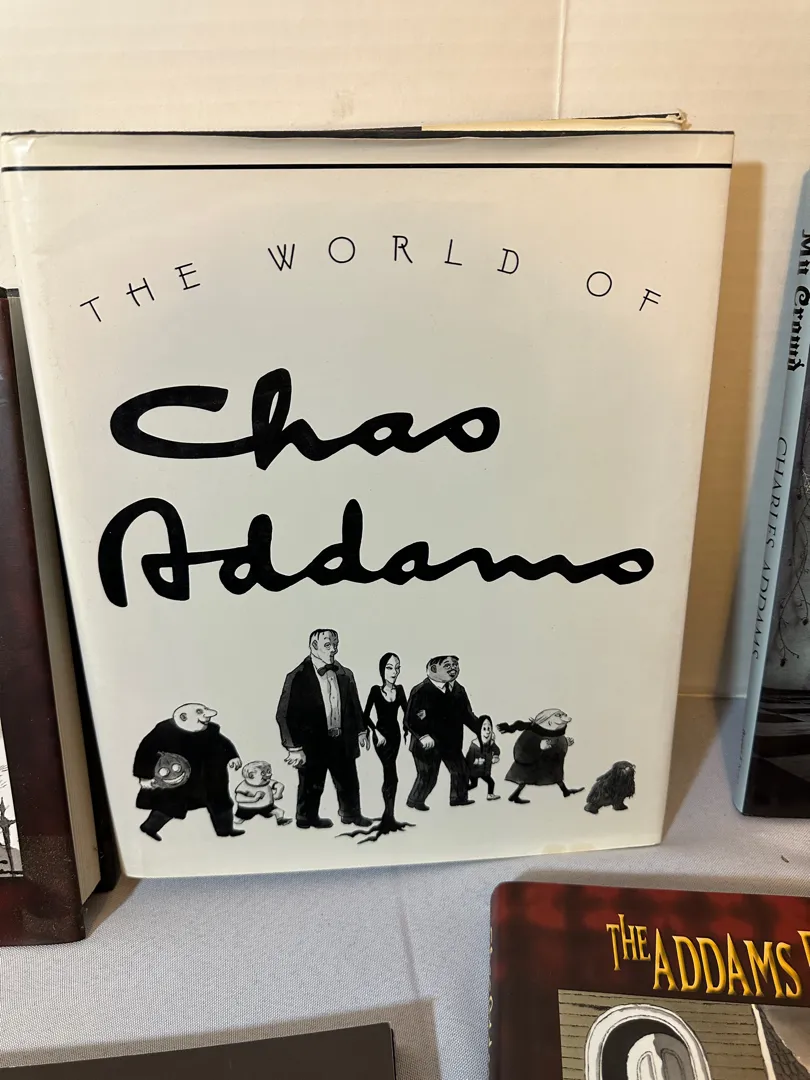 THE WORLD OF
Chas
Addams
CHARLES ADDAMS
THE ADDAMS